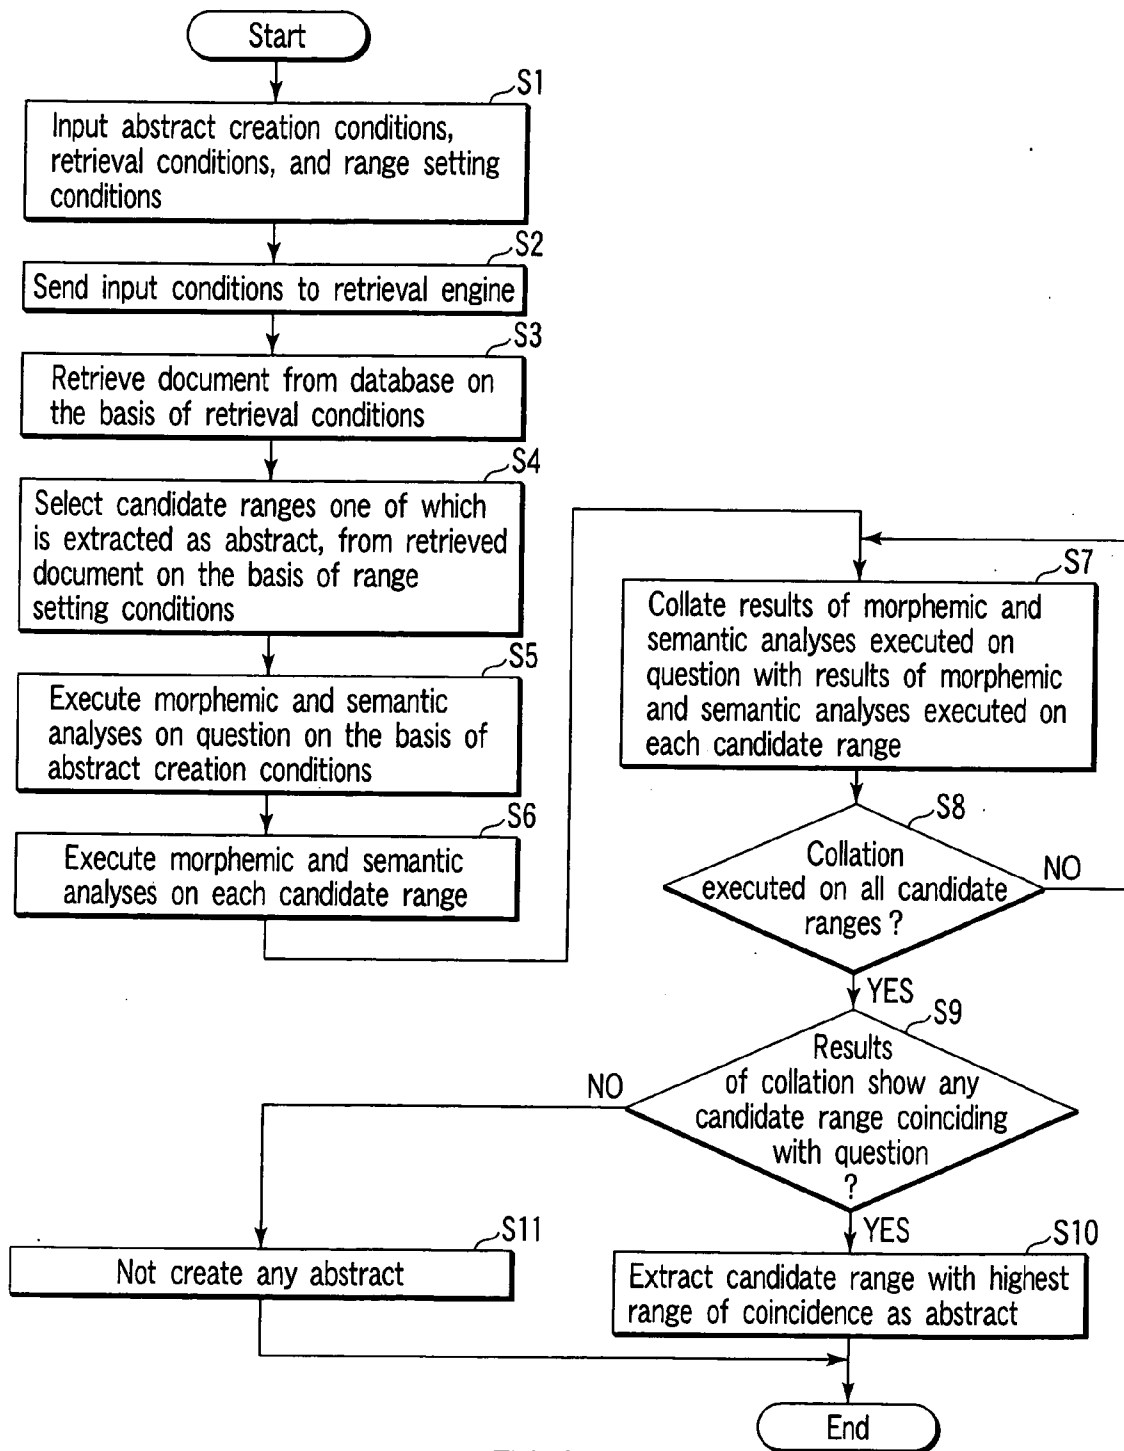 Start
S1
Input abstract creation conditions,
retrieval conditions, and range setting
conditions
S2
Send input conditions to retrieval engine
S3
Retrieve document from database on
the basis of retrieval conditions
S4
Select candidate ranges one of which
is extracted as abstract, from retrieved
document on the basis of range
setting conditions
S5
Execute morphemic and semantic
analyses on question on the basis of
abstract creation conditions
S6
Execute morphemic and semantic
analyses on each candidate range
S7
Collate results of morphemic and
semantic analyses executed on
question with results of morphemic
and semantic analyses executed on
each candidate range
S8
Collation
executed on all candidate
ranges ?
NO
YES
S9
Results
of collation show any
candidate range coinciding
with question
?
NO
YES
S11
Not create any abstract
S10
Extract candidate range with highest
range of coincidence as abstract
End